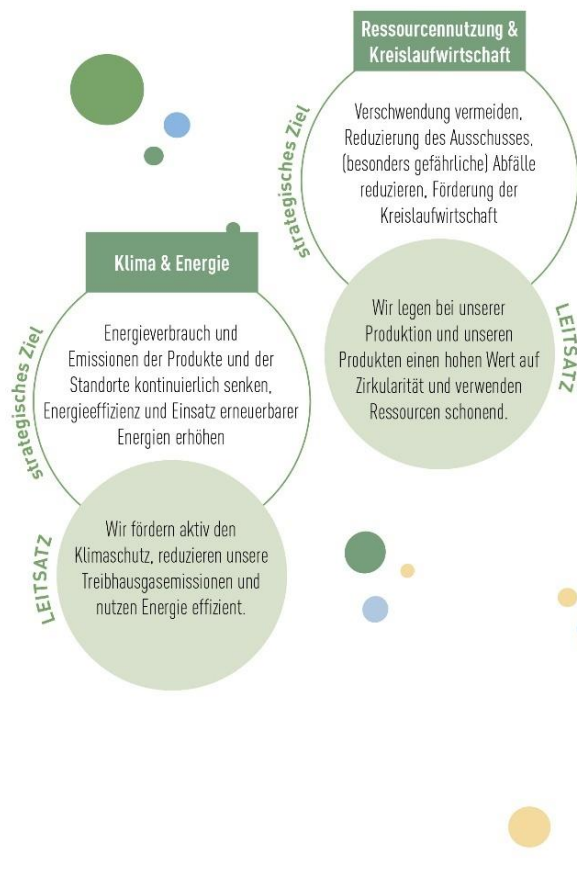 Ressourcennutzung &
Kreislaufwirtschaft
strategisches Ziel
Verschwendung vermeiden,
Reduzierung des Ausschusses,
(besonders gefährliche) Abfälle
reduzieren, Förderung der
Kreislaufwirtschaft
Wir legen bei unserer
Produktion und unseren
Produkten einen hohen Wert auf
Zirkularität und verwenden
Ressourcen schonend.
LEITSATZ
Klima & Energie
strategisches Ziel
Energieverbrauch und
Emissionen der Produkte und der
Standorte kontinuierlich senken,
Energieeffizienz und Einsatz erneuerbarer
Energien erhöhen
LEITSATZ
Wir fördern aktiv den
Klimaschutz, reduzieren unsere
Treibhausgasemissionen und
nutzen Energie effizient.